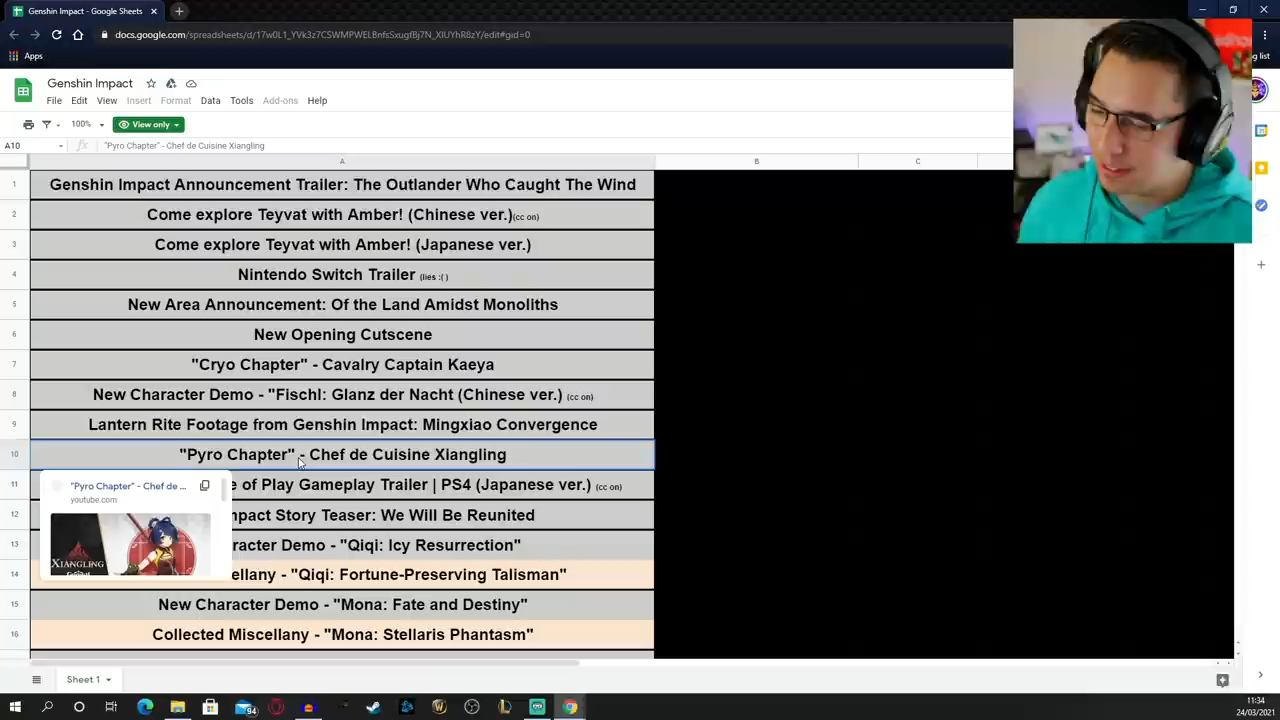 Genshin Impact - Google Sheets
docs.google.com/spreadsheets/d/
Apps
ng list
Genshin Impact
File Edit View Insert Format Data Tools Add-ons Help
100% View only
A10 fx "Pyro Chapter" - Chef de Cuisine Xiangling
A B C
1 Genshin Impact Announcement Trailer: The Outlander Who Caught The Wind
2 Come explore Teyvat with Amber! (Chinese ver.)(cc on)
3 Come explore Teyvat with Amber! (Japanese ver.)
4 Nintendo Switch Trailer (lies :( )
5 New Area Announcement: Of the Land Amidst Monoliths
6 New Opening Cutscene
7 "Cryo Chapter" - Cavalry Captain Kaeya
8 New Character Demo - "Fischl: Glanz der Nacht (Chinese ver.) (cc on)
9 Lantern Rite Footage from Genshin Impact: Mingxiao Convergence
10 "Pyro Chapter" - Chef de Cuisine Xiangling
11 e of Play Gameplay Trailer | PS4 (Japanese ver.) (cc on)
"Pyro Chapter" - Chef de ...
youtube.com
XIANGLING
12 mpact Story Teaser: We Will Be Reunited
13 racter Demo - "Qiqi: Icy Resurrection"
14 ellany - "Qiqi: Fortune-Preserving Talisman"
15 New Character Demo - "Mona: Fate and Destiny"
16 Collected Miscellany - "Mona: Stellaris Phantasm"
Sheet 1
94
11:34
24/03/2021